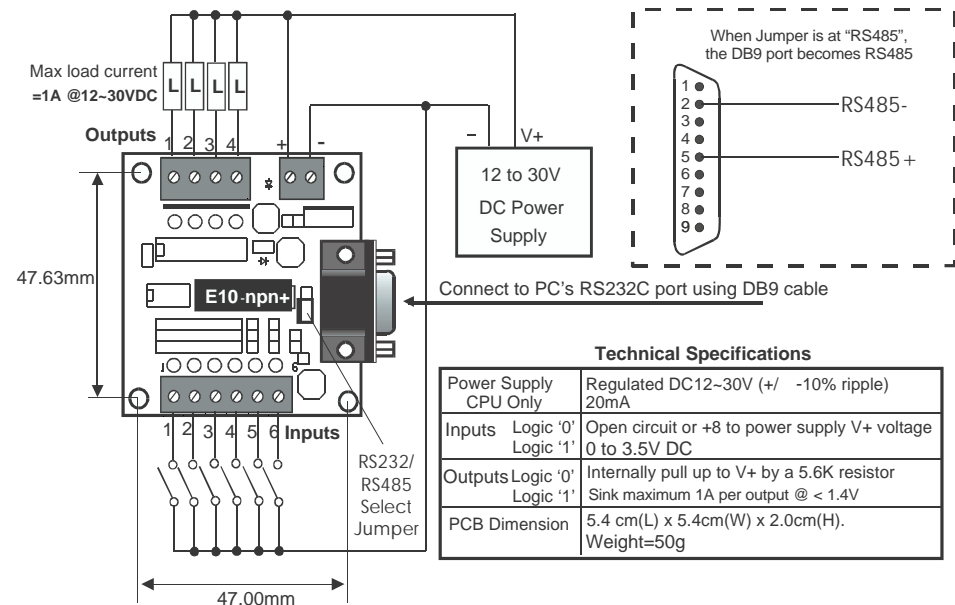 Max load current
=1A @12~30VDC
L L L L
Outputs
1 2 3 4
+ -
− V+
12 to 30V
DC Power
Supply
When Jumper is at “RS485”,
the DB9 port becomes RS485
1
2
3
4
5
6
7
8
9
RS485-
RS485+
47.63mm
E10-npn+
Connect to PC's RS232C port using DB9 cable
1 6
1 2 3 4 5 6 Inputs
RS232/
RS485
Select
Jumper
47.00mm
Technical Specifications
Power Supply Regulated DC12~30V (+/ -10% ripple)
CPU Only 20mA
Inputs Logic ‘0’ Open circuit or +8 to power supply V+ voltage
Logic ‘1’ 0 to 3.5V DC
Outputs Logic ‘0’ Internally pull up to V+ by a 5.6K resistor
Logic ‘1’ Sink maximum 1A per output @ < 1.4V
PCB Dimension 5.4 cm(L) x 5.4cm(W) x 2.0cm(H).
Weight=50g